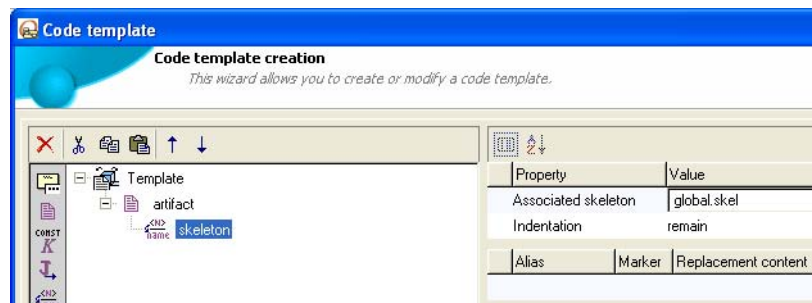 Code template
Code template creation
This wizard allows you to create or modify a code template.
Template
artifact
<N>
name
skeleton
CONST
K
J
<N>
A
Z
Property Value
Associated skeleton global.skel
Indentation remain
Alias Marker Replacement content